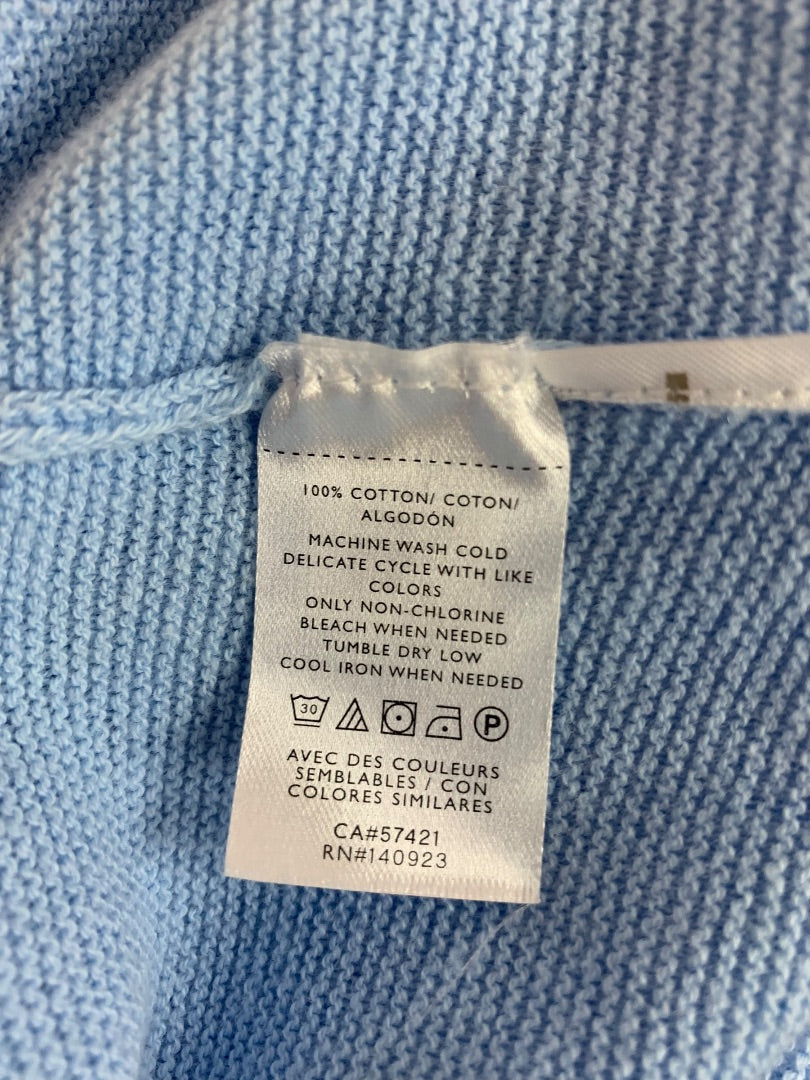 100% COTTON/ COTON/
ALGODÓN
MACHINE WASH COLD
DELICATE CYCLE WITH LIKE
COLORS
ONLY NON-CHLORINE
BLEACH WHEN NEEDED
TUMBLE DRY LOW
COOL IRON WHEN NEEDED
30 P
AVEC DES COULEURS
SEMBLABLES / CON
COLORES SIMILARES
CA#57421
RN#140923